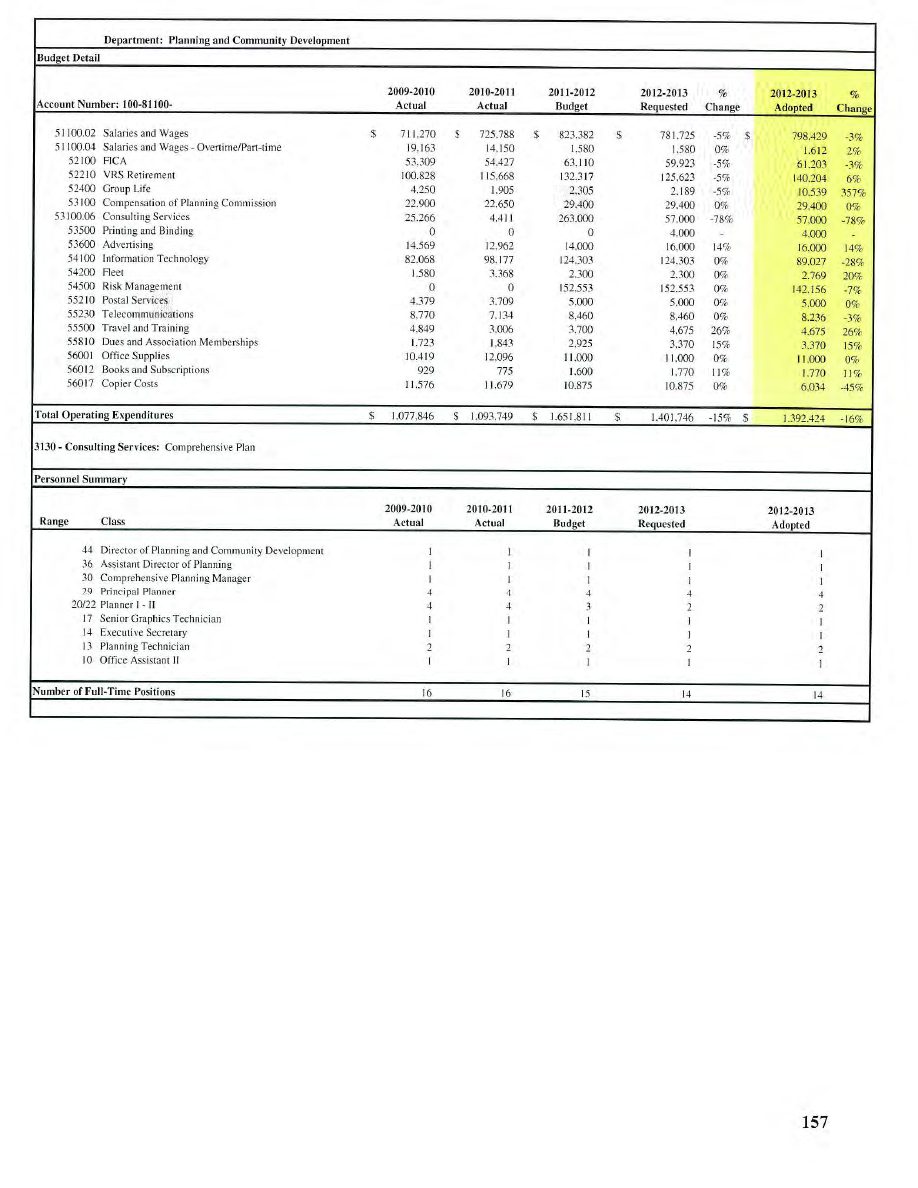 Department: Planning and Community Development
Budget Detail
2009-2010 2010-2011 2011-2012 2012-2013 % 2012-2013 %
Account Number: 100-81100- Actual Actual Budget Requested Change Adopted Change
51100.02 Salaries and Wages $ 711,270 $ 725,788 $ 823,382 $ 781,725 -5% $ 798,429 -3%
51100.04 Salaries and Wages - Overtime/Part-time 19,163 14,150 1,580 1,580 0% 1,612 2%
52100 FICA 53,309 54,427 63,110 59,923 -5% 61,203 -3%
52210 VRS Retirement 100,828 115,668 132,317 125,623 -5% 140,204 6%
52400 Group Life 4,250 1,905 2,305 2,189 -5% 10,539 357%
53100 Compensation of Planning Commission 22,900 22,650 29,400 29,400 0% 29,400 0%
53100.06 Consulting Services 25,266 4,411 263,000 57,000 -78% 57,000 -78%
53500 Printing and Binding 0 0 0 4,000 - 4,000 -
53600 Advertising 14,569 12,962 14,000 16,000 14% 16,000 14%
54100 Information Technology 82,068 98,177 124,303 124,303 0% 89,027 -28%
54200 Fleet 1,580 3,368 2,300 2,300 0% 2,769 20%
54500 Risk Management 0 0 152,553 152,553 0% 142,156 -7%
55210 Postal Services 4,379 3,709 5,000 5,000 0% 5,000 0%
55230 Telecommunications 8,770 7,134 8,460 8,460 0% 8,236 -3%
55500 Travel and Training 4,849 3,006 3,700 4,675 26% 4,675 26%
55810 Dues and Association Memberships 1,723 1,843 2,925 3,370 15% 3,370 15%
56001 Office Supplies 10,419 12,096 11,000 11,000 0% 11,000 0%
56012 Books and Subscriptions 929 775 1,600 1,770 11% 1,770 11%
56017 Copier Costs 11,576 11,679 10,875 10,875 0% 6,034 -45%
Total Operating Expenditures $ 1,077,846 $ 1,093,749 $ 1,651,811 $ 1,401,746 -15% $ 1,392,424 -16%
3130 - Consulting Services: Comprehensive Plan
Personnel Summary
2009-2010 2010-2011 2011-2012 2012-2013 2012-2013
Range Class Actual Actual Budget Requested Adopted
44 Director of Planning and Community Development 1 1 1 1 1
36 Assistant Director of Planning 1 1 1 1 1
30 Comprehensive Planning Manager 1 1 1 1 1
29 Principal Planner 4 4 4 4 4
20/22 Planner I - II 4 4 3 2 2
17 Senior Graphics Technician 1 1 1 1 1
14 Executive Secretary 1 1 1 1 1
13 Planning Technician 2 2 2 2 2
10 Office Assistant II 1 1 1 1 1
Number of Full-Time Positions 16 16 15 14 14
157